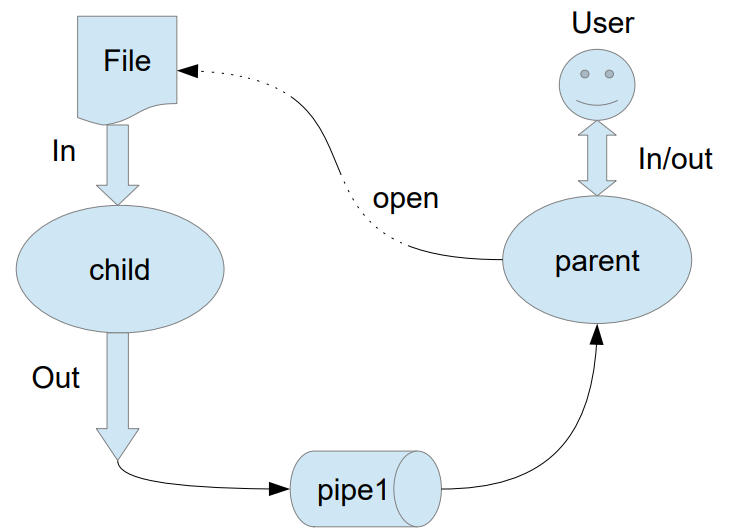 User
File
In
In/out
open
child
parent
Out
pipe1